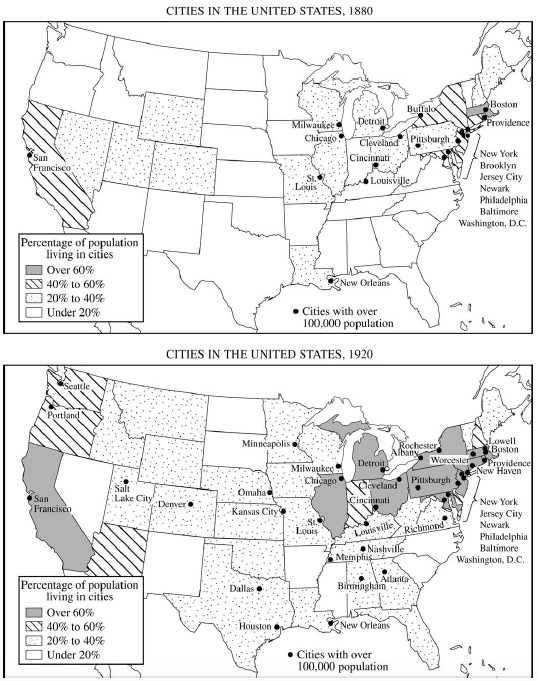 CITIES IN THE UNITED STATES, 1880
Boston
Buffalo
Providence
Milwaukee
Detroit
Chicago
Cleveland
Pittsburgh
San
Francisco
Cincinnati
St.
Louis
Louisville
New York
Brooklyn
Jersey City
Newark
Philadelphia
Baltimore
Washington, D.C.
Percentage of population
living in cities
Over 60%
40% to 60%
20% to 40%
Under 20%
New Orleans
Cities with over
100,000 population
CITIES IN THE UNITED STATES, 1920
Seattle
Portland
Minneapolis
Rochester
Albany
Lowell
Boston
Worcester
Providence
New Haven
Milwaukee
Detroit
Chicago
Cleveland
Pittsburgh
San
Francisco
Salt
Lake City
Denver
Omaha
Kansas City
St.
Louis
Cincinnati
Louisville
Richmond
New York
Jersey City
Newark
Philadelphia
Baltimore
Washington, D.C.
Nashville
Memphis
Atlanta
Birmingham
Dallas
Houston
New Orleans
Percentage of population
living in cities
Over 60%
40% to 60%
20% to 40%
Under 20%
Cities with over
100,000 population